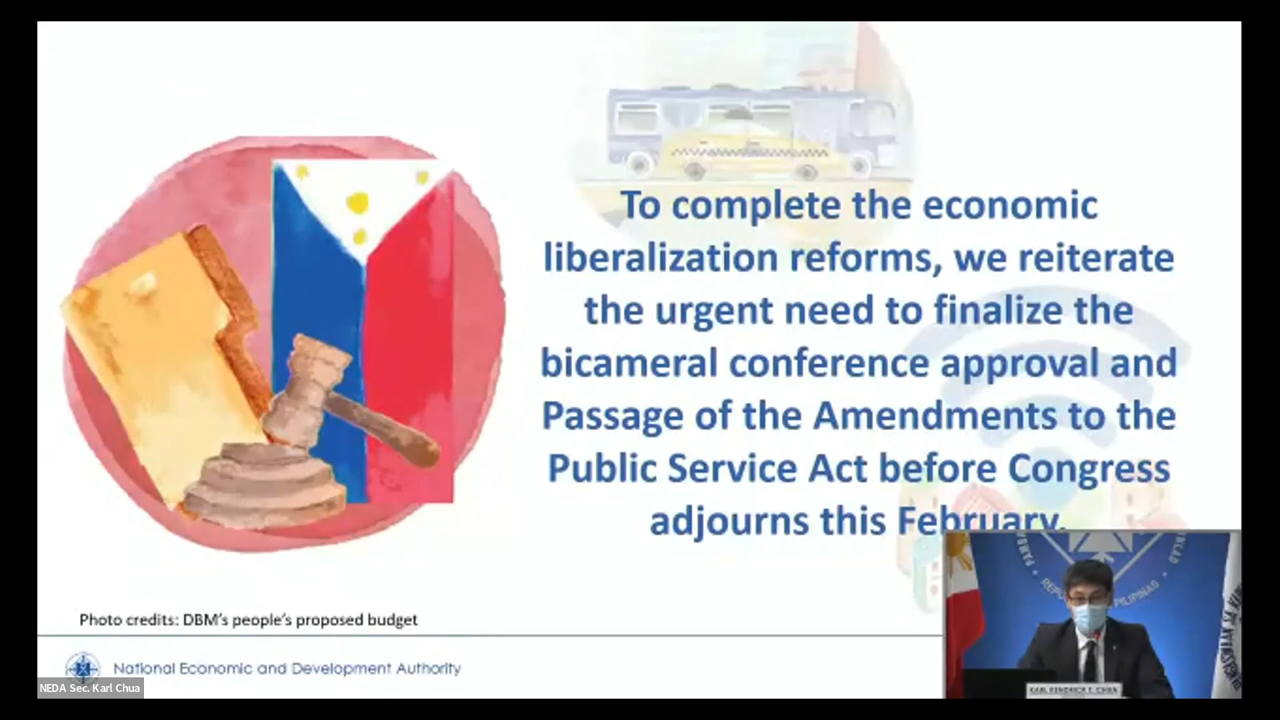 To complete the economic
liberalization reforms, we reiterate
the urgent need to finalize the
bicameral conference approval and
Passage of the Amendments to the
Public Service Act before Congress
adjourns this February.
Photo credits: DBM's people's proposed budget
National Economic and Development Authority
NEDA Sec. Karl Chua
PILIPINAS
KARL KENDRICK T. CHUA